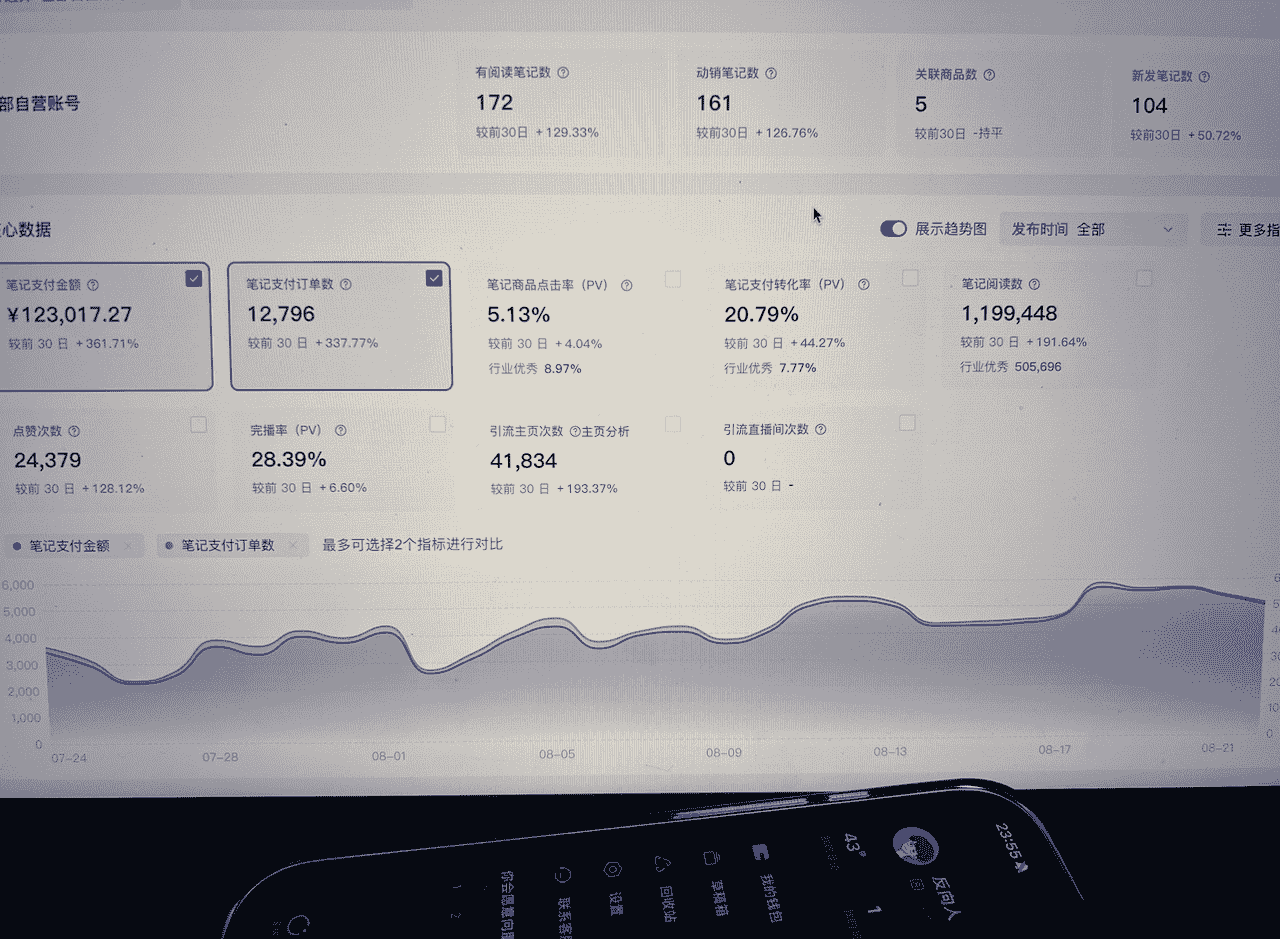 有阅读笔记数
172
较前30日 +129.33%
动销笔记数
161
较前30日 +126.76%
关联商品数
5
较前30日 -持平
新发笔记数
104
较前30日 +50.72%
部自营账号
心数据
展示趋势图
发布时间 全部
更多指
笔记支付金额
¥123,017.27
较前 30 日 +361.71%
笔记支付订单数
12,796
较前 30 日 +337.77%
笔记商品点击率（PV）
5.13%
较前 30 日 +4.04%
行业优秀 8.97%
笔记支付转化率（PV）
20.79%
较前 30 日 +44.27%
行业优秀 7.77%
笔记阅读数
1,199,448
较前 30 日 +191.64%
行业优秀 505,696
点赞次数
24,379
较前 30 日 +128.12%
完播率（PV）
28.39%
较前 30 日 +6.60%
引流主页次数 主页分析
41,834
较前 30 日 +193.37%
引流直播间次数
0
较前 30 日 -
笔记支付金额
笔记支付订单数
最多可选择2个指标进行对比
6,000
5,000
4,000
3,000
2,000
1,000
0
07-24
07-28
08-01
08-05
08-09
08-13
08-17
08-21
23:55
反向人
43°
1
我的钱包
草稿箱
回收站
设置
联系客
你会愿意向